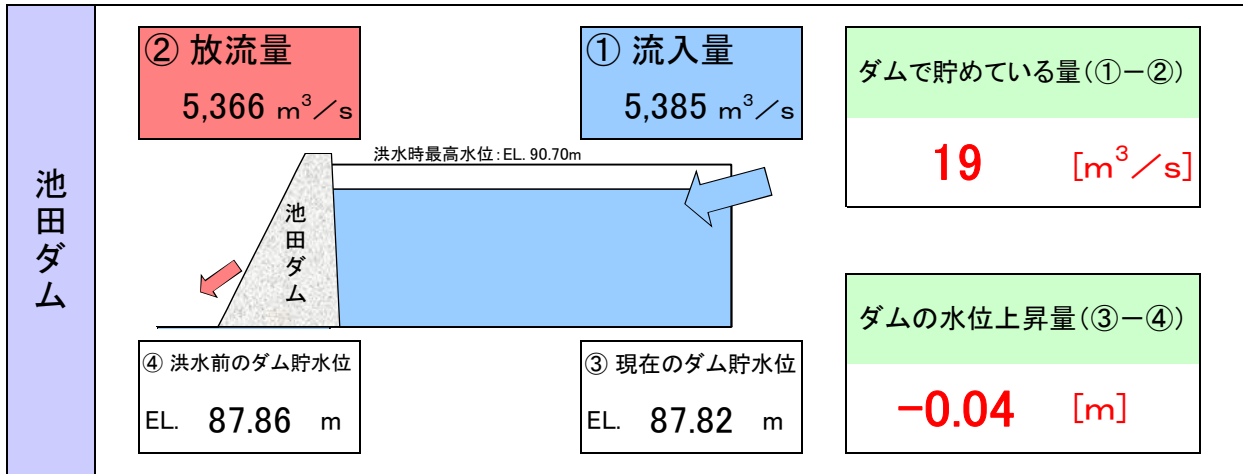 池田ダム
② 放流量
5,366 m³／s
① 流入量
5,385 m³／s
ダムで貯めている量(①－②)
19 [m³／s]
洪水時最高水位：EL. 90.70m
池田ダム
④ 洪水前のダム貯水位
EL. 87.86 m
③ 現在のダム貯水位
EL. 87.82 m
ダムの水位上昇量(③－④)
-0.04 [m]